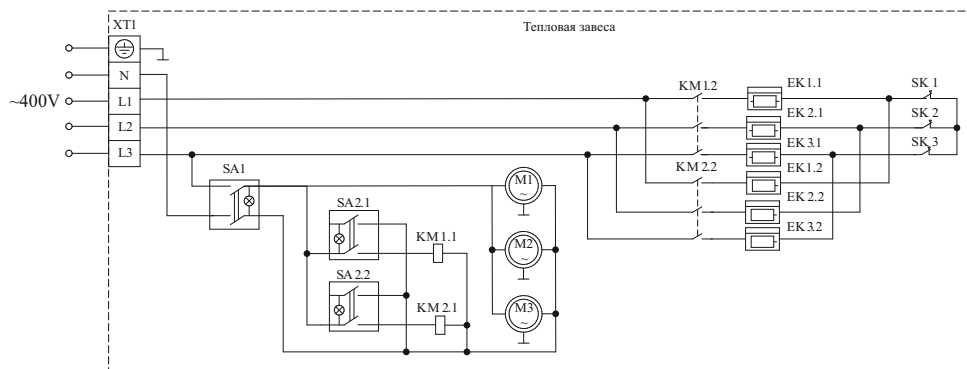 Тепловая завеса
XT1
N
~400V
L1
L2
L3
KM1.2
EK1.1
SK 1
EK2.1
SK 2
EK3.1
SK 3
KM2.2
EK1.2
EK2.2
EK3.2
SA1
M1
~
SA2.1
KM1.1
M2
~
SA2.2
KM2.1
M3
~